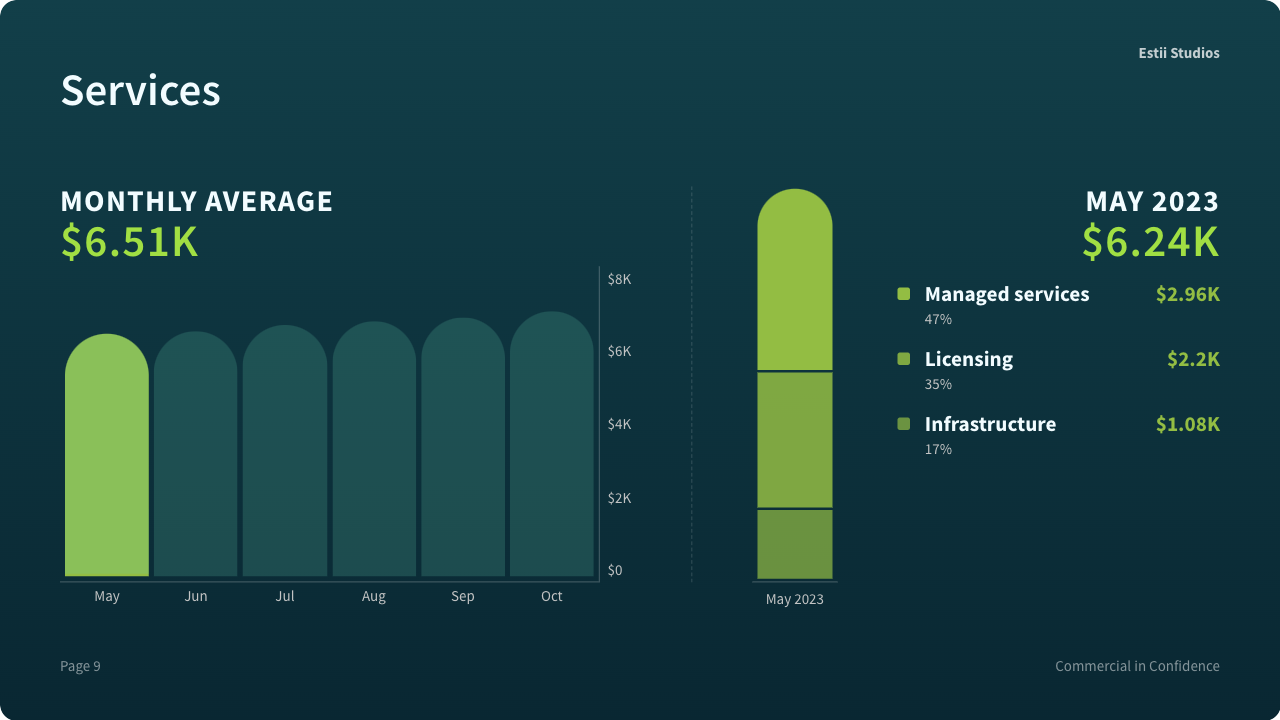 Estii Studios
Services
MONTHLY AVERAGE
$6.51K
$8K
$6K
$4K
$2K
$0
May Jun Jul Aug Sep Oct
May 2023
MAY 2023
$6.24K
Managed services $2.96K
47%
Licensing $2.2K
35%
Infrastructure $1.08K
17%
Page 9
Commercial in Confidence